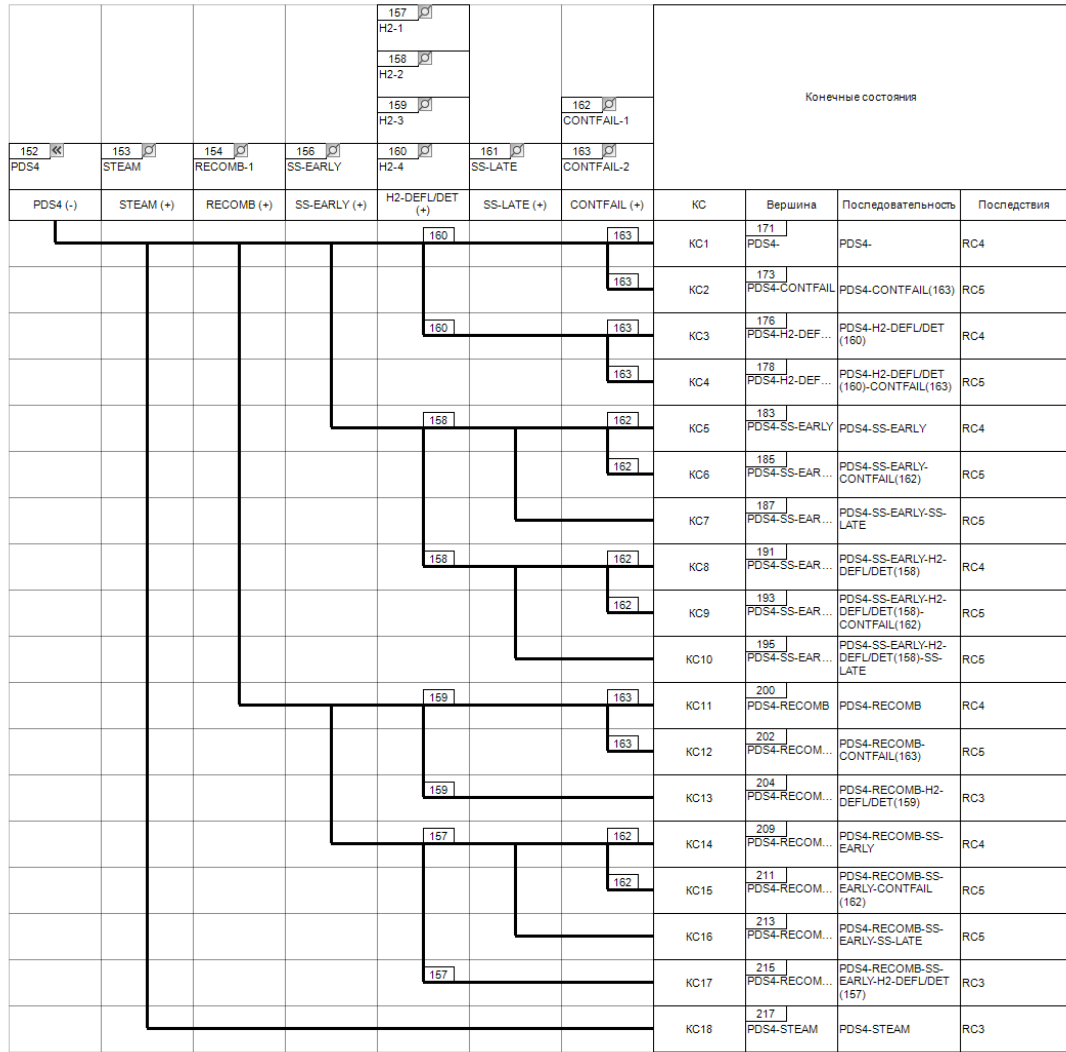 157
H2-1
158
H2-2
159
H2-3
162
CONTFAIL-1
Конечные состояния
152
PDS4
153
STEAM
154
RECOMB-1
156
SS-EARLY
160
H2-4
161
SS-LATE
163
CONTFAIL-2
PDS4 (-)
STEAM (+)
RECOMB (+)
SS-EARLY (+)
H2-DEFL/DET
(+)
SS-LATE (+)
CONTFAIL (+)
КС
Вершина
Последовательность
Последствия
160
163
КС1
171
PDS4-
PDS4-
RC4
163
КС2
173
PDS4-CONTFAIL
PDS4-CONTFAIL(163)
RC5
160
163
КС3
176
PDS4-H2-DEF...
PDS4-H2-DEFL/DET
(160)
RC4
163
КС4
178
PDS4-H2-DEF...
PDS4-H2-DEFL/DET
(160)-CONTFAIL(163)
RC5
158
162
КС5
183
PDS4-SS-EARLY
PDS4-SS-EARLY
RC4
162
КС6
185
PDS4-SS-EAR...
PDS4-SS-EARLY-
CONTFAIL(162)
RC5
КС7
187
PDS4-SS-EAR...
PDS4-SS-EARLY-SS-
LATE
RC5
158
162
КС8
191
PDS4-SS-EAR...
PDS4-SS-EARLY-H2-
DEFL/DET(158)
RC4
162
КС9
193
PDS4-SS-EAR...
PDS4-SS-EARLY-H2-
DEFL/DET(158)-
CONTFAIL(162)
RC5
КС10
195
PDS4-SS-EAR...
PDS4-SS-EARLY-H2-
DEFL/DET(158)-SS-
LATE
RC5
159
163
КС11
200
PDS4-RECOMB
PDS4-RECOMB
RC4
163
КС12
202
PDS4-RECOM...
PDS4-RECOMB-
CONTFAIL(163)
RC5
159
КС13
204
PDS4-RECOM...
PDS4-RECOMB-H2-
DEFL/DET(159)
RC3
157
162
КС14
209
PDS4-RECOM...
PDS4-RECOMB-SS-
EARLY
RC4
162
КС15
211
PDS4-RECOM...
PDS4-RECOMB-SS-
EARLY-CONTFAIL
(162)
RC5
КС16
213
PDS4-RECOM...
PDS4-RECOMB-SS-
EARLY-SS-LATE
RC5
157
КС17
215
PDS4-RECOM...
PDS4-RECOMB-SS-
EARLY-H2-DEFL/DET
(157)
RC3
КС18
217
PDS4-STEAM
PDS4-STEAM
RC3